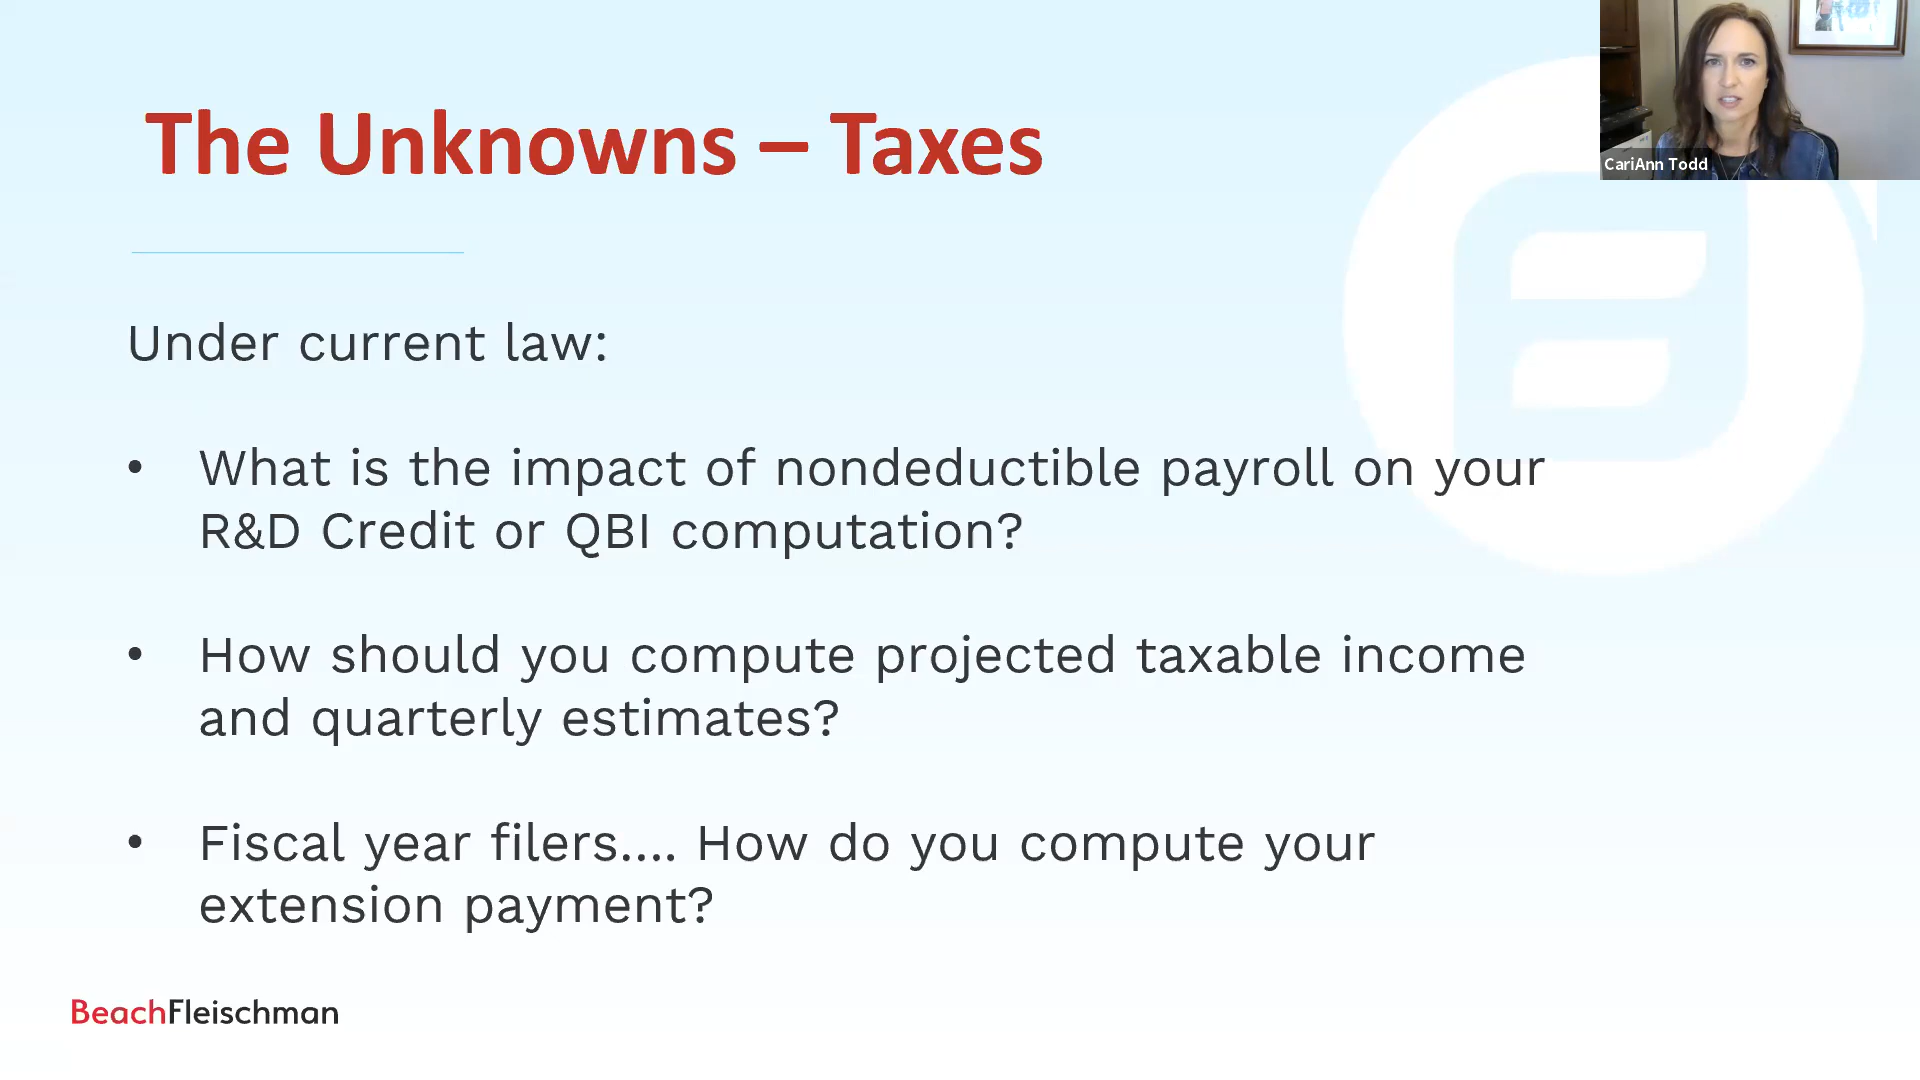 The Unknowns – Taxes
CariAnn Todd
Under current law:
• What is the impact of nondeductible payroll on your
R&D Credit or QBI computation?
• How should you compute projected taxable income
and quarterly estimates?
• Fiscal year filers.... How do you compute your
extension payment?
BeachFleischman